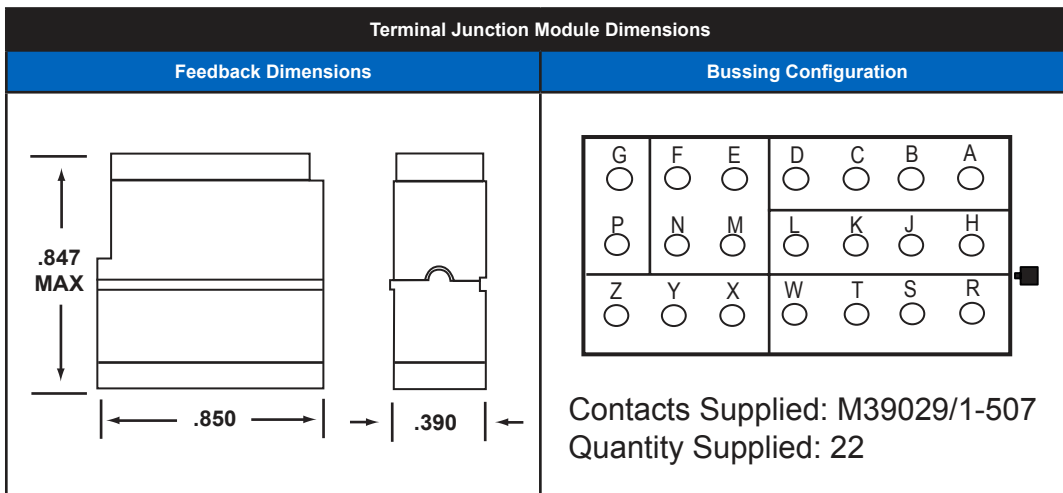 Terminal Junction Module Dimensions
Feedback Dimensions
Bussing Configuration
.847
MAX
.850
.390
G F E D C B A
P N M L K J H
Z Y X W T S R
Contacts Supplied: M39029/1-507
Quantity Supplied: 22